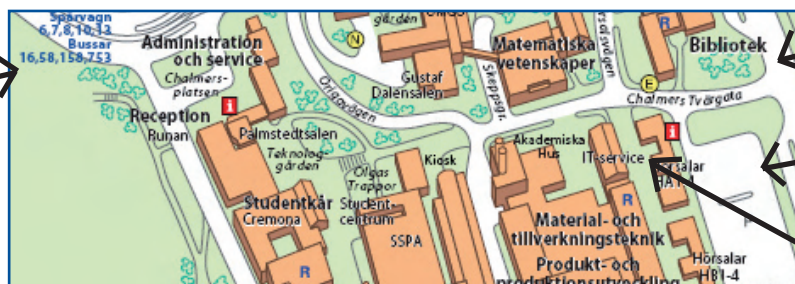 Spårvagn
6,7,8,10,13
Bussar
16,58,158,753
Administration
och service
Chalmers-
platsen
i
Reception
Runan
Palmstedtsalen
Teknolog-
gården
Studentkår
Cremona
R
gården
N
Origovägen
Gustaf
Dalensalen
Skeppsgr.
Matematiska
vetenskaper
R
Bibliotek
E
Chalmers Tvärgata
i
Olgas
Trappor
Student-
centrum
Kiosk
SSPA
Akademiska
Hus
IT-service
R
Material- och
tillverkningsteknik
Produkt- och
produktionsutveckling
Hörsalar
HB1-4
P